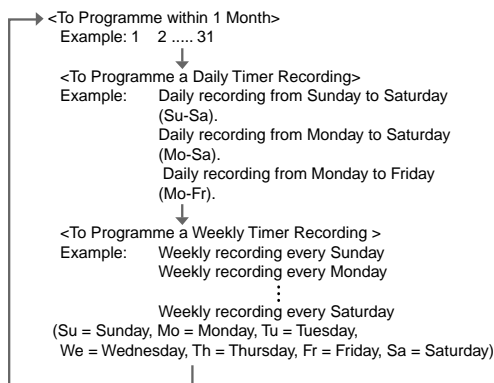 <To Programme within 1 Month>
Example: 1 2 ..... 31
<To Programme a Daily Timer Recording>
Example: Daily recording from Sunday to Saturday
(Su-Sa).
Daily recording from Monday to Saturday
(Mo-Sa).
Daily recording from Monday to Friday
(Mo-Fr).
<To Programme a Weekly Timer Recording >
Example: Weekly recording every Sunday
Weekly recording every Monday
Weekly recording every Saturday
(Su = Sunday, Mo = Monday, Tu = Tuesday,
We = Wednesday, Th = Thursday, Fr = Friday, Sa = Saturday)